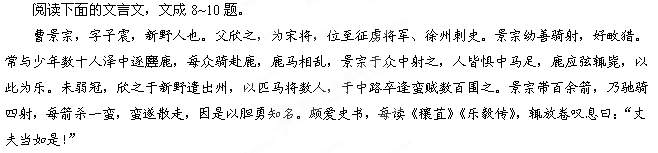 阅读下面的文言文，文成8~10题。
曹景宗，字子震，新野人也。父欣之，为宋将，位至征虏将军、徐州刺史。景宗幼善骑射，好畋猎。
常与少年数十人泽中逐麞鹿，每众骑赴鹿，鹿马相乱，景宗于众中射之，人皆惧中马足，鹿应弦辄毙，以
此为乐。未弱冠，欣之于新野遣出州，以匹马将数人，于中路卒逢蛮贼数百围之。景宗带百余箭，乃驰骑
四射，每箭杀一蛮，蛮遂散走，因是以胆勇知名。颇爱史书，每读《穰苴》《乐毅传》，辄放卷叹息曰：“丈
夫当如是！”